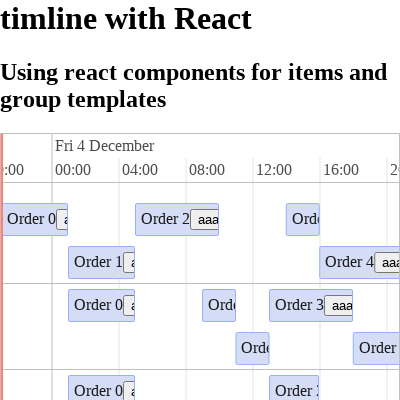 timline with React
Using react components for items and
group templates
Fri 4 December
:00 00:00 04:00 08:00 12:00 16:00
Order 0 Order 2 aaa
Order 1 Order 4
Order 0 Order 3 aaa
Order
Order 0